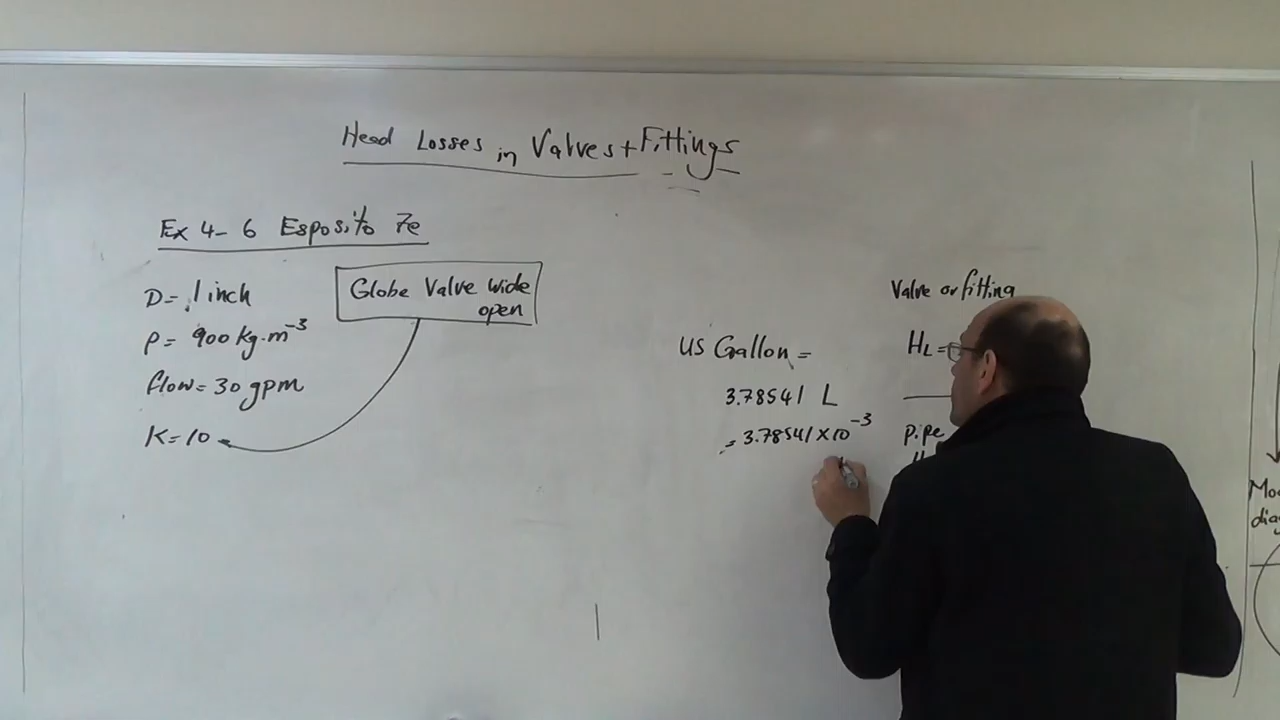 Head Losses in Valves + Fittings
Ex 4-6 Esposito 7e
D = 1 inch
Globe Valve wide
open
ρ = 900 kg·m⁻³
flow = 30 gpm
K = 10
US Gallon =
3.78541 L
= 3.78541 × 10⁻³
Valve or fitting
HL =
pipe